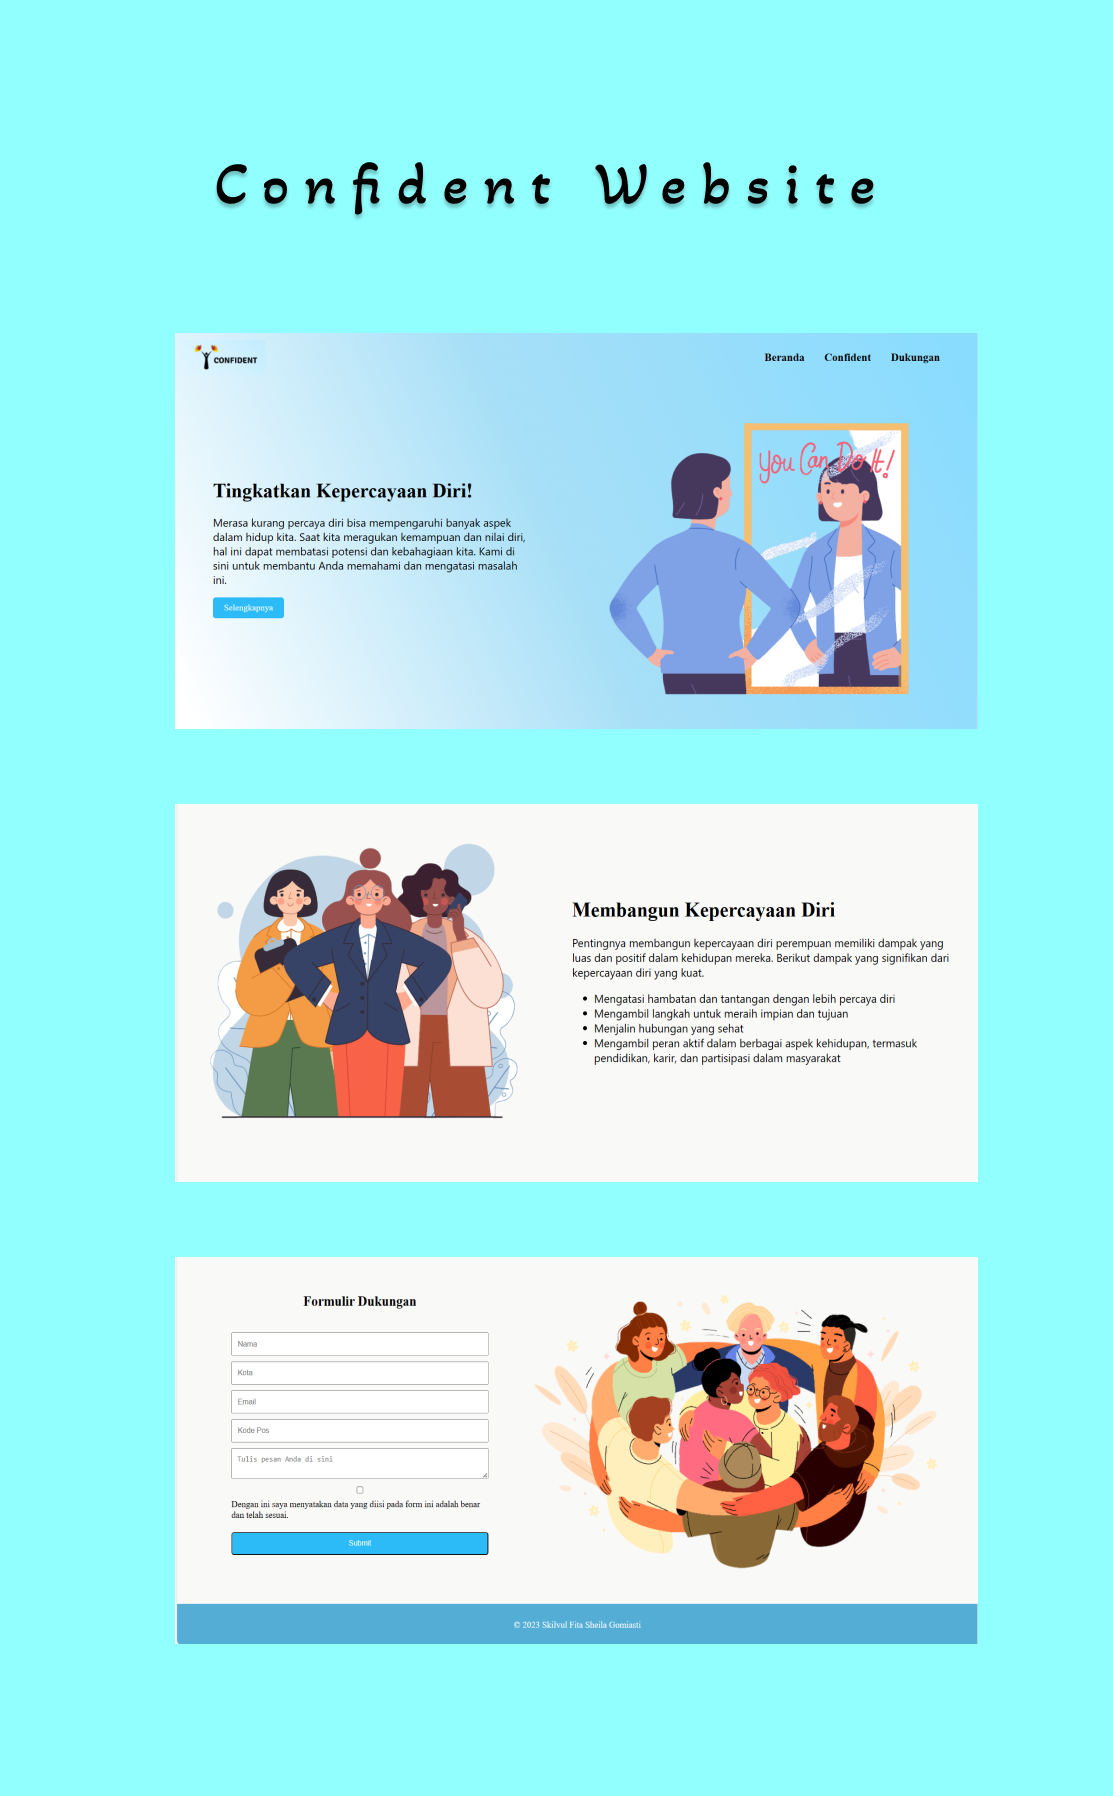 Confident Website
CONFIDENT
Beranda Confident Dukungan
You Can Do It!
Tingkatkan Kepercayaan Diri!
Merasa kurang percaya diri bisa mempengaruhi banyak aspek
dalam hidup kita. Saat kita meragukan kemampuan dan nilai diri,
hal ini dapat membatasi potensi dan kebahagiaan kita. Kami di
sini untuk membantu Anda memahami dan mengatasi masalah
ini.
Selengkapnya
Membangun Kepercayaan Diri
Pentingnya membangun kepercayaan diri perempuan memiliki dampak yang
luas dan positif dalam kehidupan mereka. Berikut dampak yang signifikan dari
kepercayaan diri yang kuat.
• Mengatasi hambatan dan tantangan dengan lebih percaya diri
• Mengambil langkah untuk meraih impian dan tujuan
• Menjalin hubungan yang sehat
• Mengambil peran aktif dalam berbagai aspek kehidupan, termasuk
pendidikan, karir, dan partisipasi dalam masyarakat
Formulir Dukungan
Nama
Kota
Email
Kode Pos
Tulis pesan Anda di sini
Dengan ini saya menyatakan data yang diisi pada form ini adalah benar
dan telah sesuai.
Submit
© 2023 Skilvul Fita Sheila Gomiasti